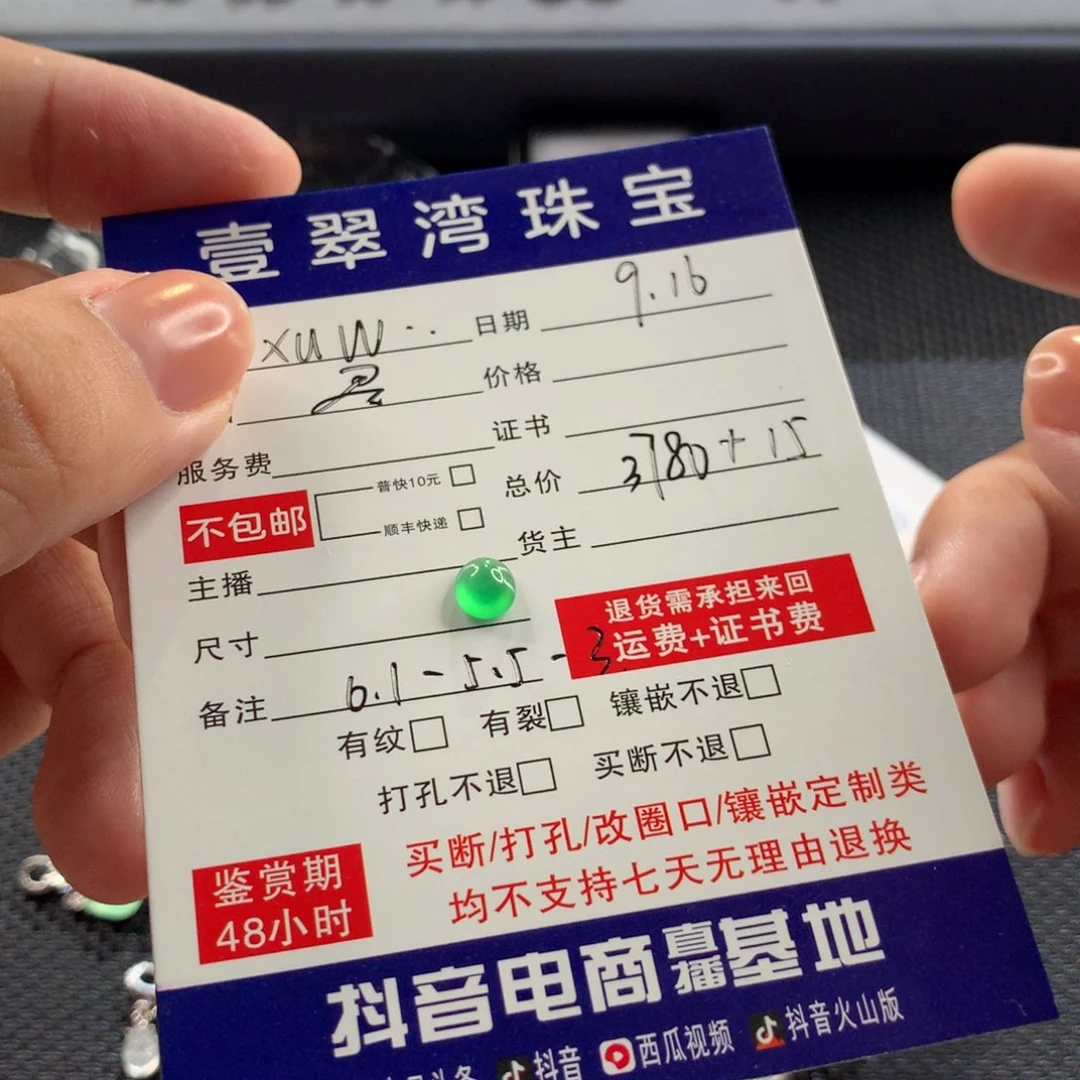 壹翠湾珠宝
xuw.. 日期 9.16
价格
证书
服务费
普快10元 总价 3780+15
不包邮
顺丰快递 货主
主播
退货需承担来回
运费+证书费
尺寸
备注 6.1-5.5-3
有纹 有裂 镶嵌不退
打孔不退 买断不退
买断/打孔/改圈口/镶嵌定制类
均不支持七天无理由退换
鉴赏期
48小时
抖音电商直播基地
抖音 西瓜视频 抖音火山版